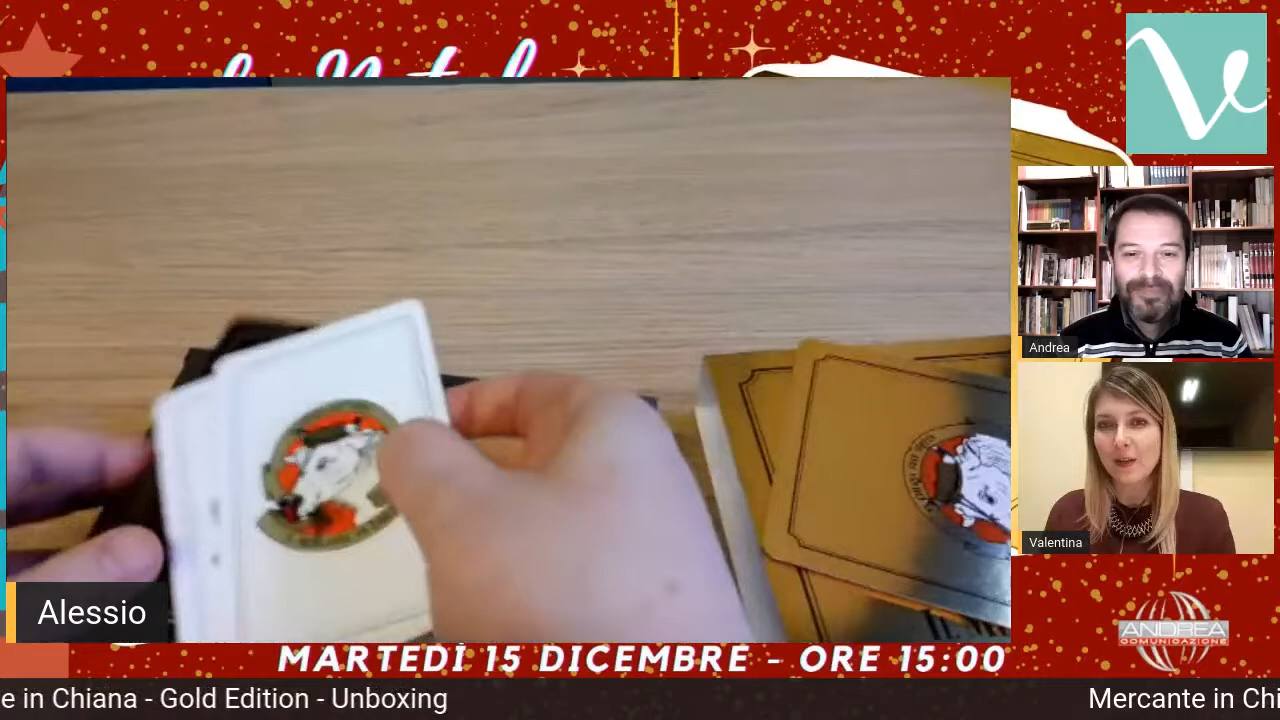 LA V
Andrea
Valentina
Alessio
MARTEDÌ 15 DICEMBRE - ORE 15:00
ANDREA
COMUNICAZIONE
e in Chiana - Gold Edition - Unboxing
Mercante in Chi